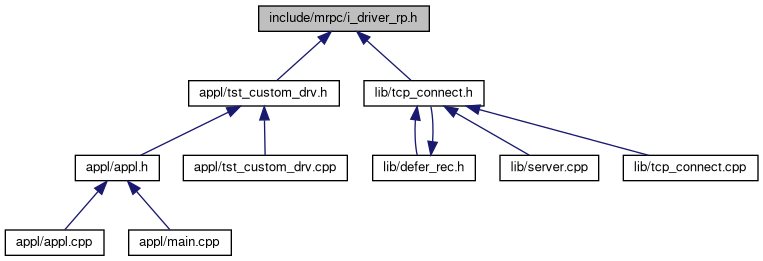 include/mrpc/i_driver_rp.h
appl/tst_custom_drv.h
lib/tcp_connect.h
appl/appl.h
appl/tst_custom_drv.cpp
lib/defer_rec.h
lib/server.cpp
lib/tcp_connect.cpp
appl/appl.cpp
appl/main.cpp